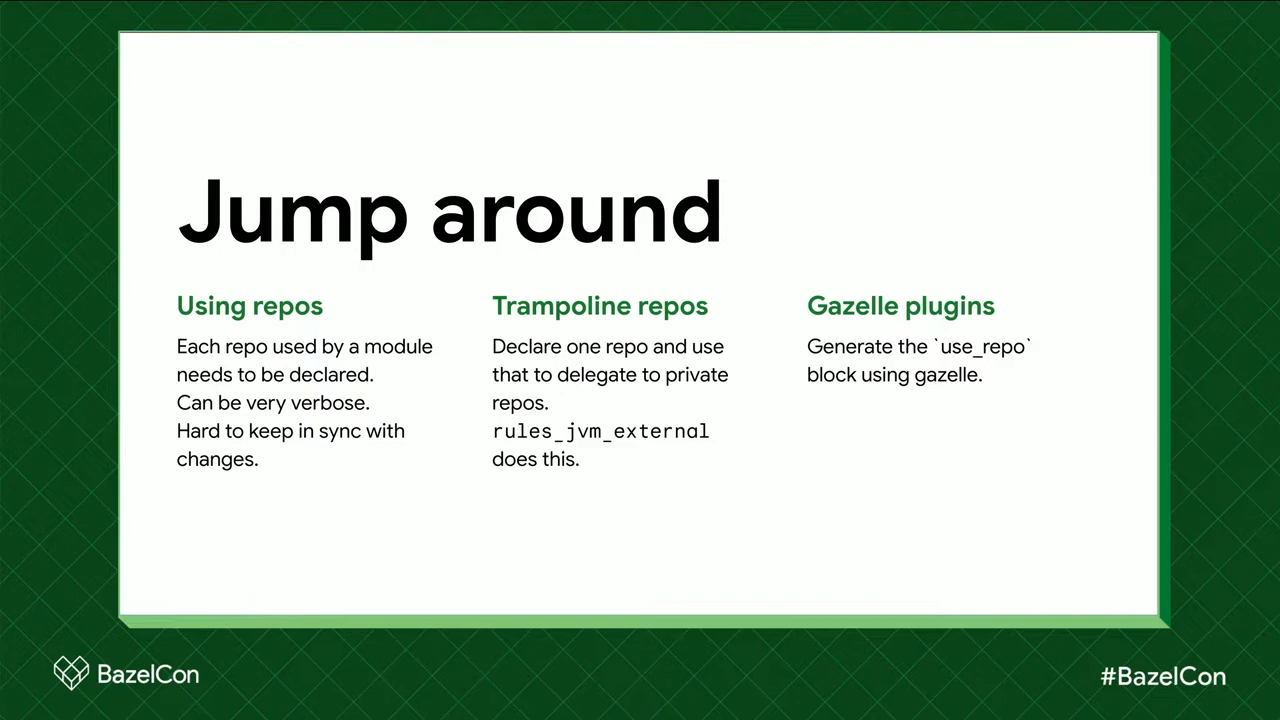 Jump around
Using repos
Each repo used by a module
needs to be declared.
Can be very verbose.
Hard to keep in sync with
changes.
Trampoline repos
Declare one repo and use
that to delegate to private
repos.
rules_jvm_external
does this.
Gazelle plugins
Generate the `use_repo`
block using gazelle.
BazelCon
#BazelCon